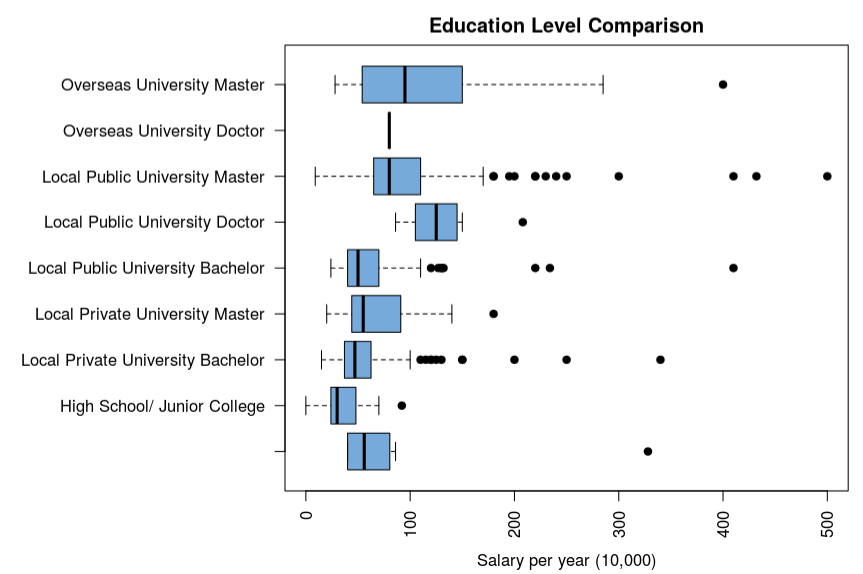 Education Level Comparison
Overseas University Master
Overseas University Doctor
Local Public University Master
Local Public University Doctor
Local Public University Bachelor
Local Private University Master
Local Private University Bachelor
High School/ Junior College
0 100 200 300 400 500
Salary per year (10,000)